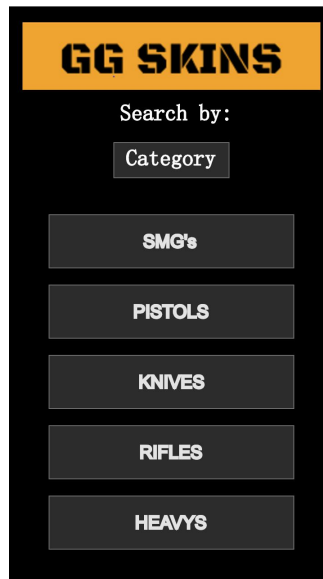 GG SKINS
Search by:
Category
SMG's
PISTOLS
KNIVES
RIFLES
HEAVYS